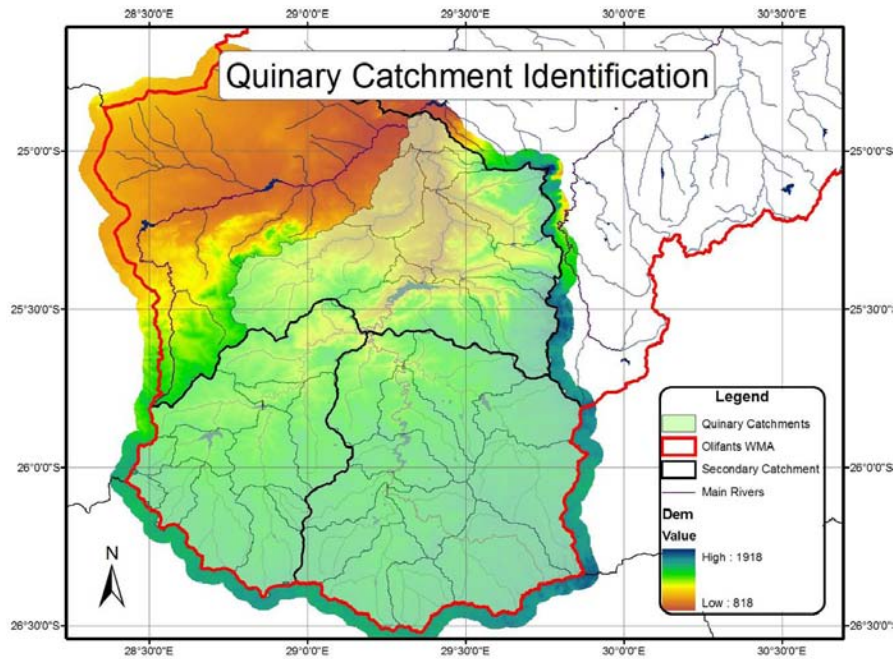 28°30'0"E 29°0'0"E 29°30'0"E 30°0'0"E 30°30'0"E
Quinary Catchment Identification
25°0'0"S 25°0'0"S
25°30'0"S 25°30'0"S
26°0'0"S 26°0'0"S
26°30'0"S 26°30'0"S
Legend
Quinary Catchments
Olifants WMA
Secondary Catchment
Main Rivers
Dem
Value
High : 1918
Low : 818
N
28°30'0"E 29°0'0"E 29°30'0"E 30°0'0"E 30°30'0"E